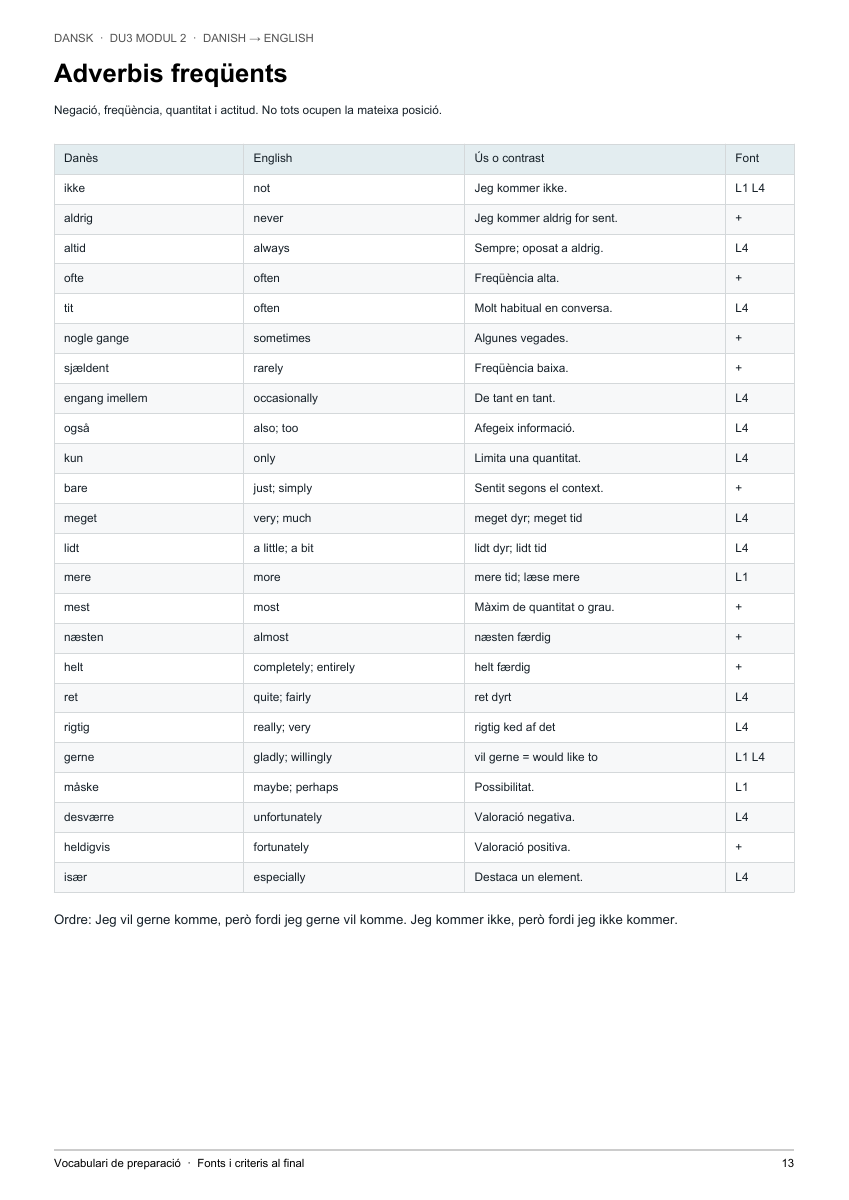 DANSK · DU3 MODUL 2 · DANISH → ENGLISH
Adverbis freqüents
Negació, freqüència, quantitat i actitud. No tots ocupen la mateixa posició.
Danès English Ús o contrast Font
ikke not Jeg kommer ikke. L1 L4
aldrig never Jeg kommer aldrig for sent. +
altid always Sempre; oposat a aldrig. L4
ofte often Freqüència alta. +
tit often Molt habitual en conversa. L4
nogle gange sometimes Algunes vegades. +
sjældent rarely Freqüència baixa. +
engang imellem occasionally De tant en tant. L4
også also; too Afegeix informació. L4
kun only Limita una quantitat. L4
bare just; simply Sentit segons el context. +
meget very; much meget dyr; meget tid L4
lidt a little; a bit lidt dyr; lidt tid L4
mere more mere tid; læse mere L1
mest most Màxim de quantitat o grau. +
næsten almost næsten færdig +
helt completely; entirely helt færdig +
ret quite; fairly ret dyrt L4
rigtig really; very rigtig ked af det L4
gerne gladly; willingly vil gerne = would like to L1 L4
måske maybe; perhaps Possibilitat. L1
desværre unfortunately Valoració negativa. L4
heldigvis fortunately Valoració positiva. +
især especially Destaca un element. L4
Ordre: Jeg vil gerne komme, però fordi jeg gerne vil komme. Jeg kommer ikke, però fordi jeg ikke kommer.
Vocabulari de preparació · Fonts i criteris al final 13